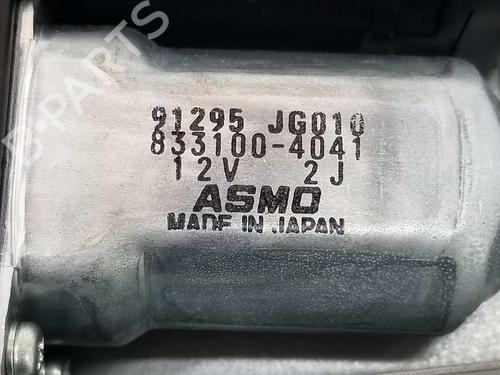 B-PARTS
91295 JG010
833100-4041
12V 2J
ASMO
MADE IN JAPAN